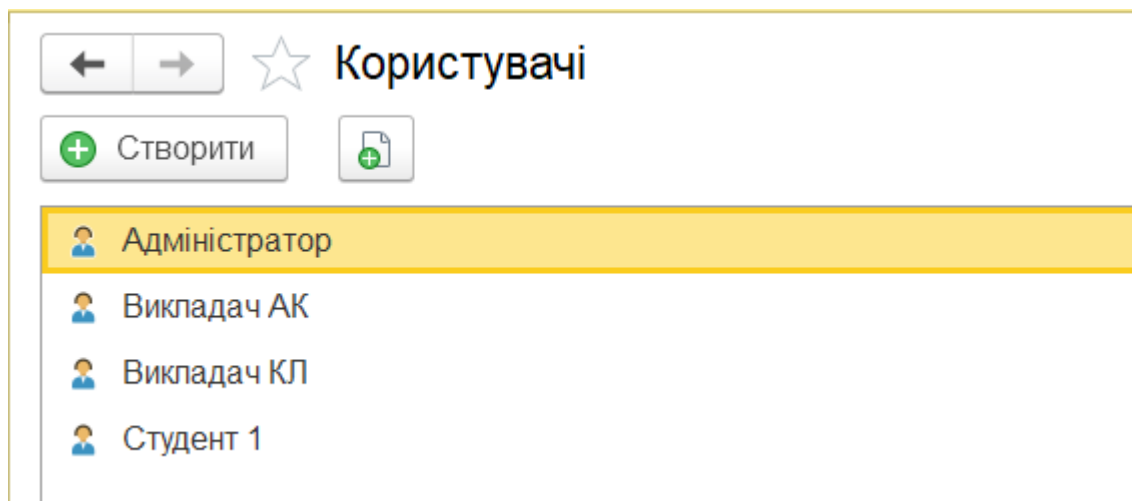 Користувачі
Створити
Адміністратор
Викладач АК
Викладач КЛ
Студент 1